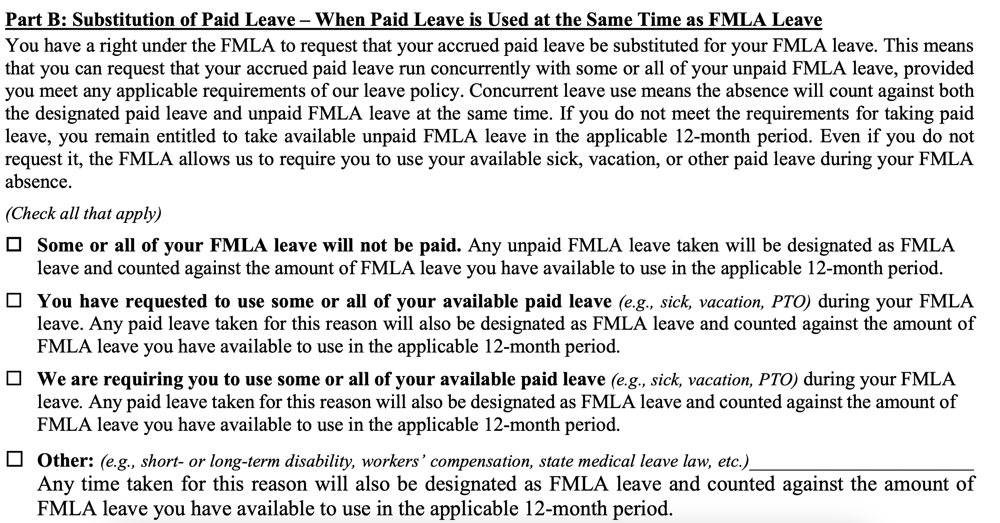 Part B: Substitution of Paid Leave – When Paid Leave is Used at the Same Time as FMLA Leave
You have a right under the FMLA to request that your accrued paid leave be substituted for your FMLA leave. This means
that you can request that your accrued paid leave run concurrently with some or all of your unpaid FMLA leave, provided
you meet any applicable requirements of our leave policy. Concurrent leave use means the absence will count against both
the designated paid leave and unpaid FMLA leave at the same time. If you do not meet the requirements for taking paid
leave, you remain entitled to take available unpaid FMLA leave in the applicable 12-month period. Even if you do not
request it, the FMLA allows us to require you to use your available sick, vacation, or other paid leave during your FMLA
absence.
(Check all that apply)
☐ Some or all of your FMLA leave will not be paid. Any unpaid FMLA leave taken will be designated as FMLA
leave and counted against the amount of FMLA leave you have available to use in the applicable 12-month period.
☐ You have requested to use some or all of your available paid leave (e.g., sick, vacation, PTO) during your FMLA
leave. Any paid leave taken for this reason will also be designated as FMLA leave and counted against the amount of
FMLA leave you have available to use in the applicable 12-month period.
☐ We are requiring you to use some or all of your available paid leave (e.g., sick, vacation, PTO) during your FMLA
leave. Any paid leave taken for this reason will also be designated as FMLA leave and counted against the amount of
FMLA leave you have available to use in the applicable 12-month period.
☐ Other: (e.g., short- or long-term disability, workers’ compensation, state medical leave law, etc.)_________________________
Any time taken for this reason will also be designated as FMLA leave and counted against the amount of
FMLA leave you have available to use in the applicable 12-month period.